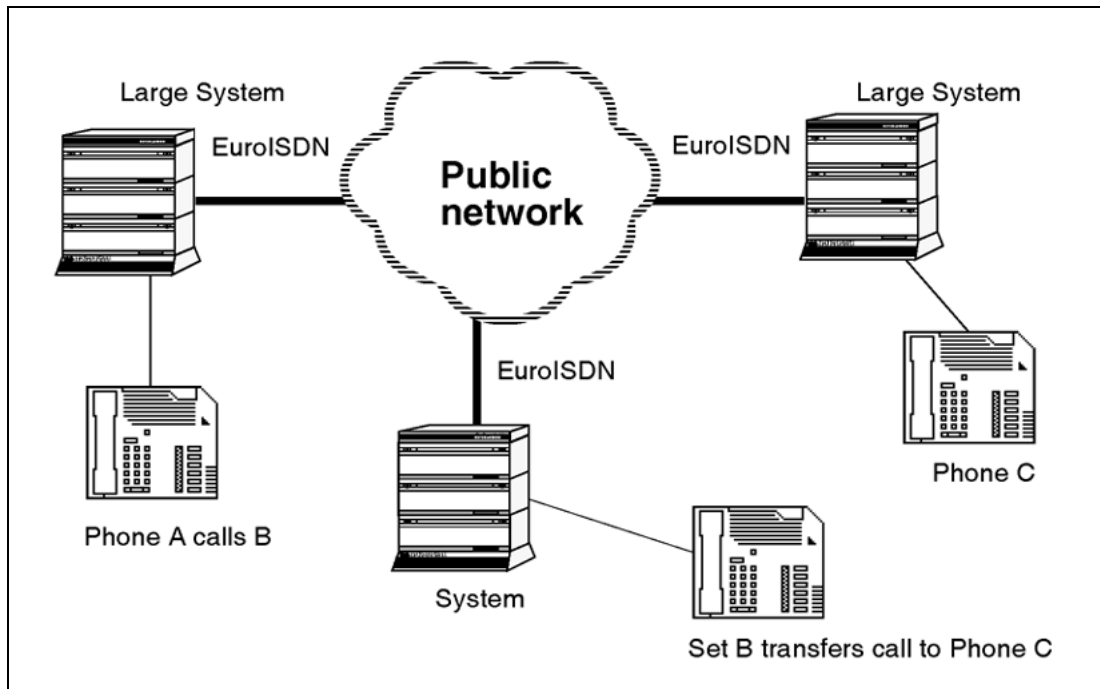 Large System
Large System
EuroISDN
EuroISDN
Public
network
EuroISDN
Phone C
Phone A calls B
System
Set B transfers call to Phone C